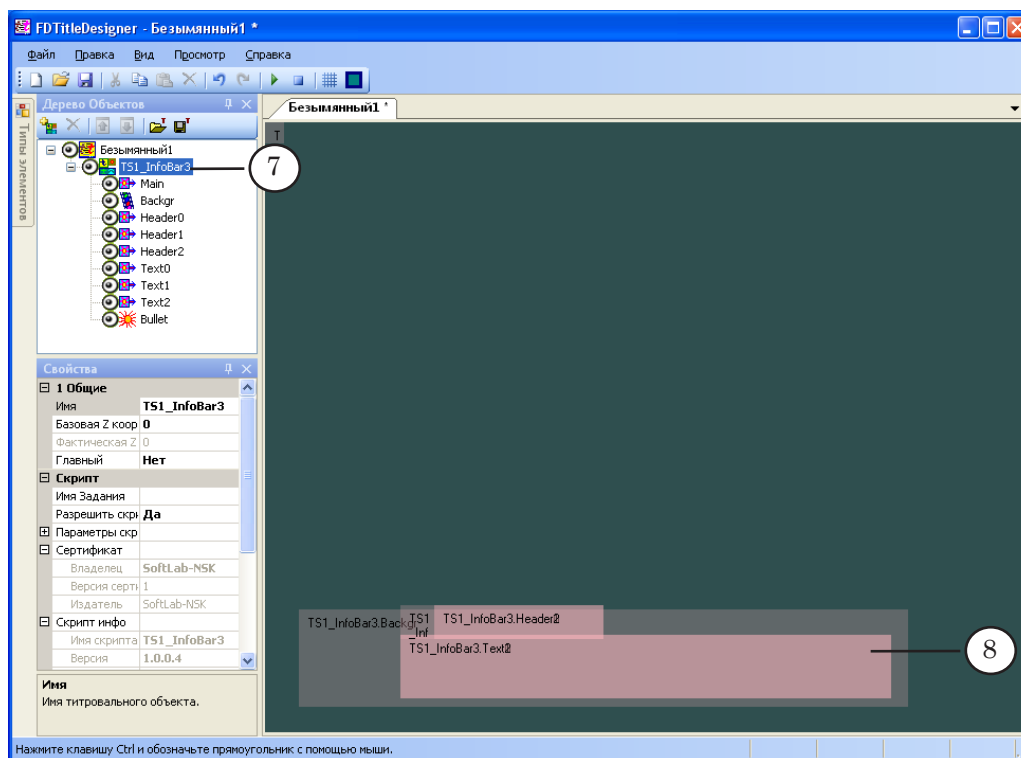 FDTitleDesigner - Безымянный1 *
Файл Правка Вид Просмотр Справка
Типы элементов
Дерево Объектов
Безымянный1
TS1_InfoBar3
Main
Backgr
Header0
Header1
Header2
Text0
Text1
Text2
Bullet
7
Свойства
1 Общие
Имя TS1_InfoBar3
Базовая Z коор 0
Фактическая Z 0
Главный Нет
Скрипт
Имя Задания
Разрешить скри Да
Параметры скр
Сертификат
Владелец SoftLab-NSK
Версия серти 1
Издатель SoftLab-NSK
Скрипт инфо
Имя скрипта TS1_InfoBar3
Версия 1.0.0.4
Имя
Имя титровального объекта.
Безымянный1 *
T
TS1_InfoBar3.Backgr
TS1
_Inf
TS1_InfoBar3.Header2
TS1_InfoBar3.Text2
8
Нажмите клавишу Ctrl и обозначьте прямоугольник с помощью мыши.